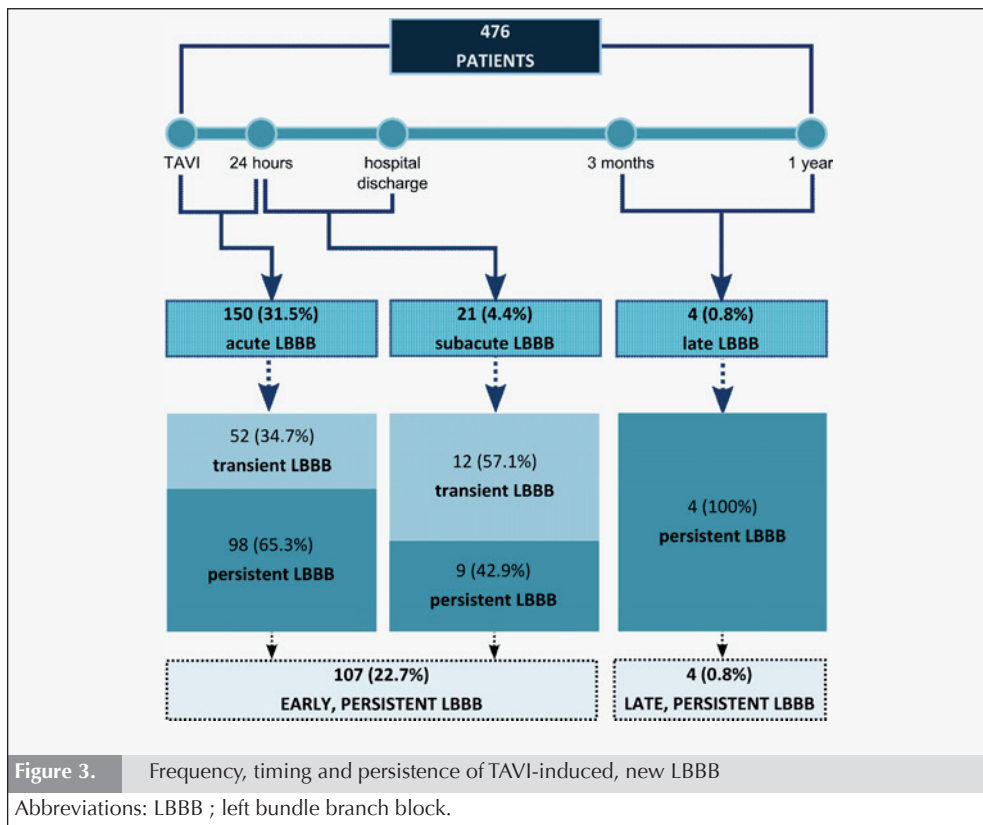 476
PATIENTS
TAVI
24 hours
hospital
discharge
3 months
1 year
150 (31.5%)
acute LBBB
21 (4.4%)
subacute LBBB
4 (0.8%)
late LBBB
52 (34.7%)
transient LBBB
98 (65.3%)
persistent LBBB
12 (57.1%)
transient LBBB
9 (42.9%)
persistent LBBB
4 (100%)
persistent LBBB
107 (22.7%)
EARLY, PERSISTENT LBBB
4 (0.8%)
LATE, PERSISTENT LBBB
Figure 3. Frequency, timing and persistence of TAVI-induced, new LBBB
Abbreviations: LBBB ; left bundle branch block.